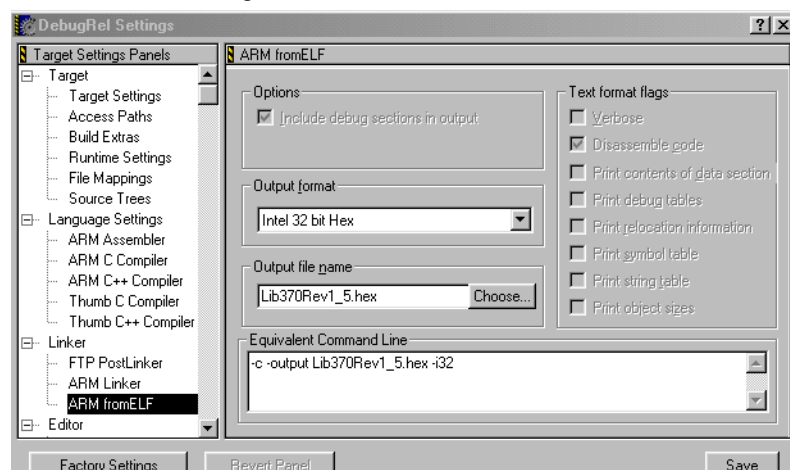 DebugRel Settings
Target Settings Panels
Target
Target Settings
Access Paths
Build Extras
Runtime Settings
File Mappings
Source Trees
Language Settings
ARM Assembler
ARM C Compiler
ARM C++ Compiler
Thumb C Compiler
Thumb C++ Compiler
Linker
FTP PostLinker
ARM Linker
ARM fromELF
Editor
ARM fromELF
Options
Include debug sections in output
Output format
Intel 32 bit Hex
Output file name
Lib370Rev1_5.hex
Choose...
Text format flags
Verbose
Disassemble code
Print contents of data section
Print debug tables
Print relocation information
Print symbol table
Print string table
Print object sizes
Equivalent Command Line
-c -output Lib370Rev1_5.hex -i32
Factory Settings
Revert Panel
Save